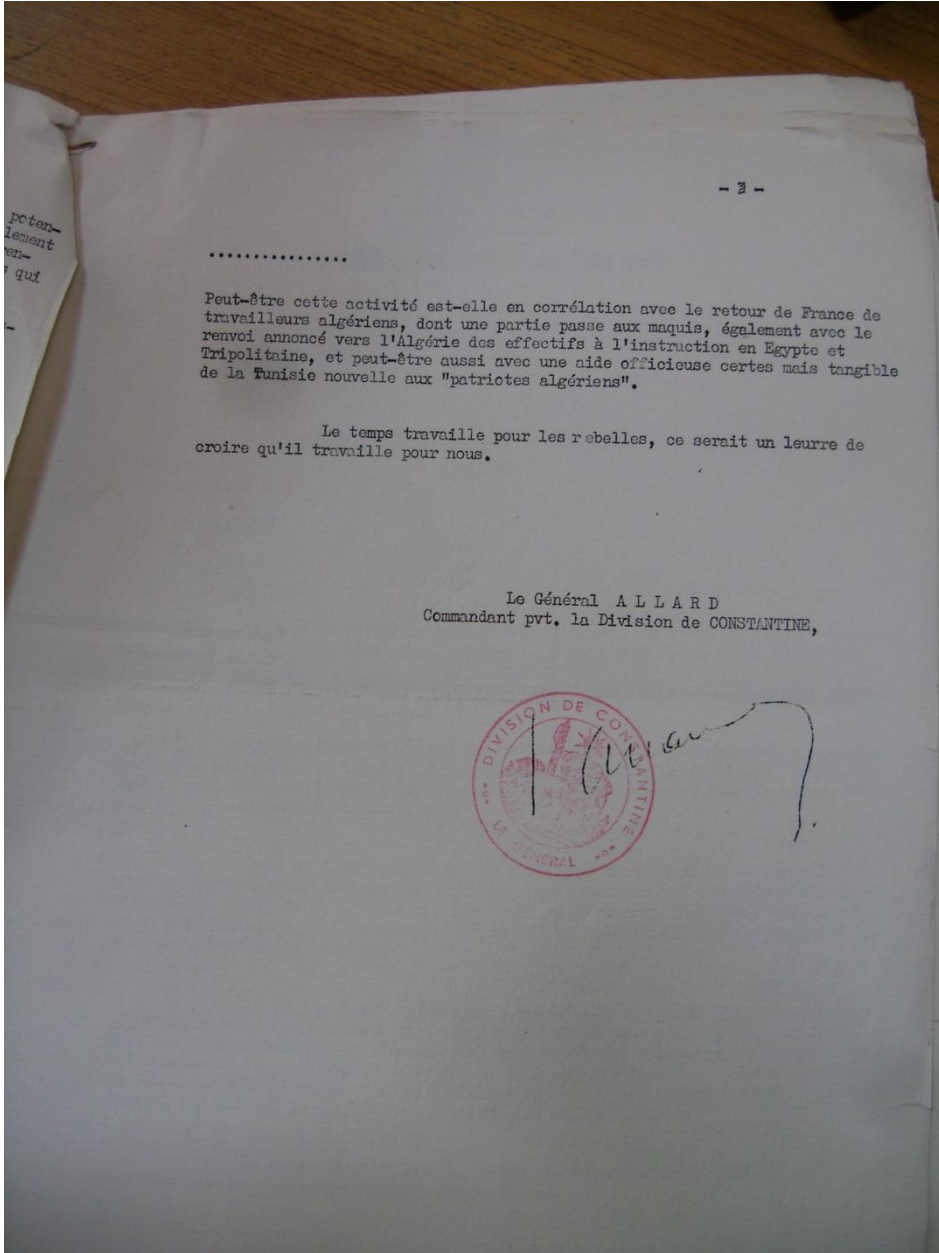 - 3 -
poten-
lement
ren-
s qui
...............
Peut-être cette activité est-elle en corrélation avec le retour de France de
travailleurs algériens, dont une partie passe aux maquis, également avec le
renvoi annoncé vers l'Algérie des effectifs à l'instruction en Egypte et
Tripolitaine, et peut-être aussi avec une aide officieuse certes mais tangible
de la Tunisie nouvelle aux "patriotes algériens".
Le temps travaille pour les rebelles, ce serait un leurre de
croire qu'il travaille pour nous.
Le Général A L L A R D
Commandant pvt. la Division de CONSTANTINE,
DIVISION DE CONSTANTINE
LE GENERAL